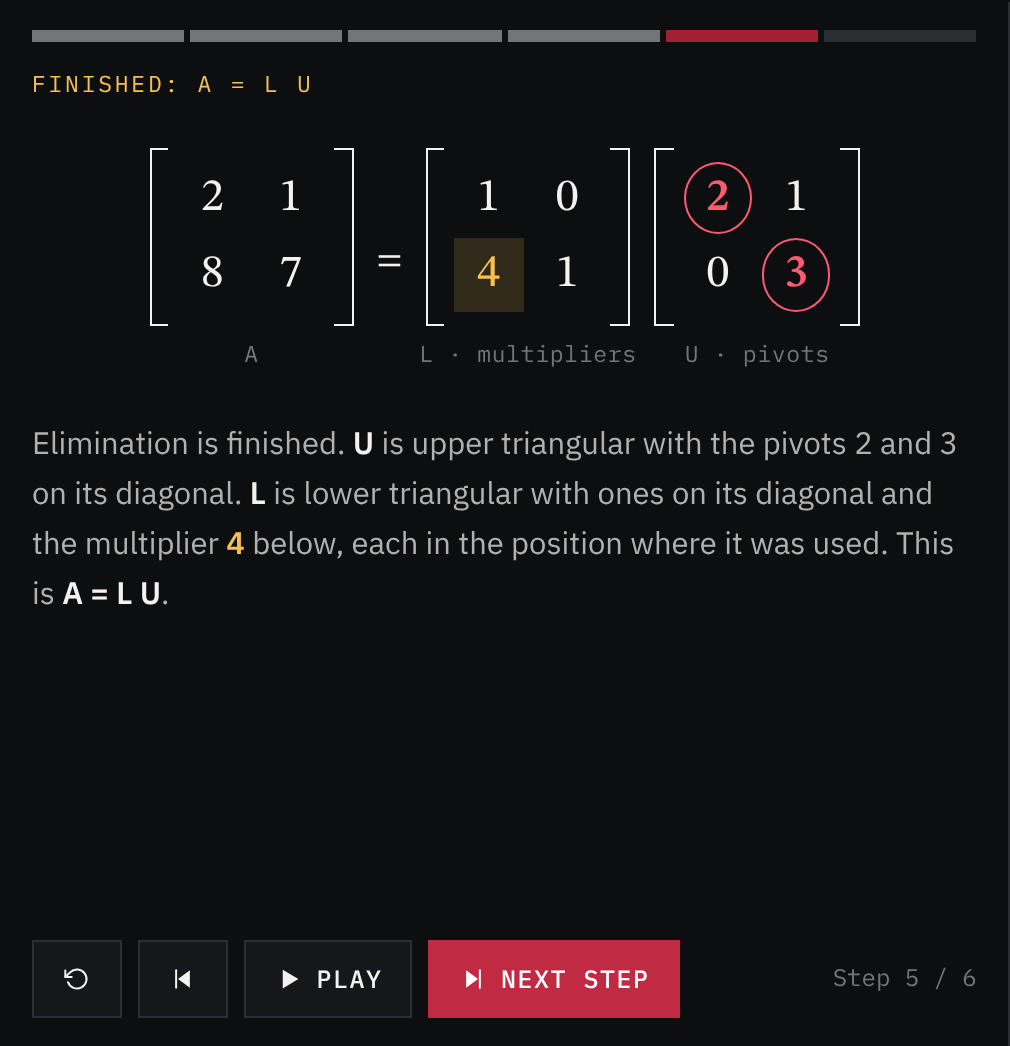 FINISHED: A = L U
2 1 1 0 2 1
8 7 = 4 1 0 3
A L · multipliers U · pivots
Elimination is finished. U is upper triangular with the pivots 2 and 3
on its diagonal. L is lower triangular with ones on its diagonal and
the multiplier 4 below, each in the position where it was used. This
is A = L U.
PLAY NEXT STEP Step 5 / 6